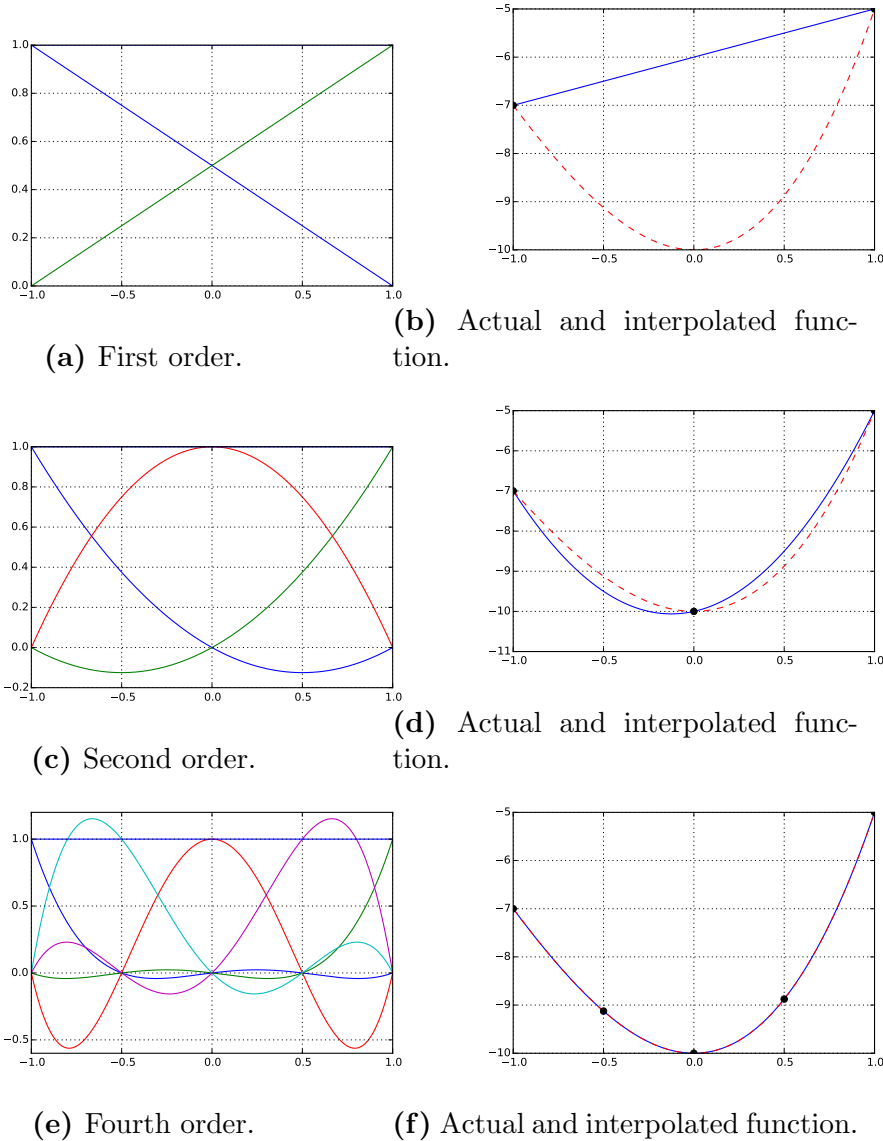 1.0
0.8
0.6
0.4
0.2
0.0
−1.0 −0.5 0.0 0.5 1.0
(a) First order.
−5
−6
−7
−8
−9
−10
−1.0 −0.5 0.0 0.5 1.0
(b) Actual and interpolated func-
tion.
1.0
0.8
0.6
0.4
0.2
0.0
−0.2
−1.0 −0.5 0.0 0.5 1.0
(c) Second order.
−5
−6
−7
−8
−9
−10
−11
−1.0 −0.5 0.0 0.5 1.0
(d) Actual and interpolated func-
tion.
1.0
0.5
0.0
−0.5
−1.0 −0.5 0.0 0.5 1.0
(e) Fourth order.
−5
−6
−7
−8
−9
−10
−1.0 −0.5 0.0 0.5 1.0
(f) Actual and interpolated function.